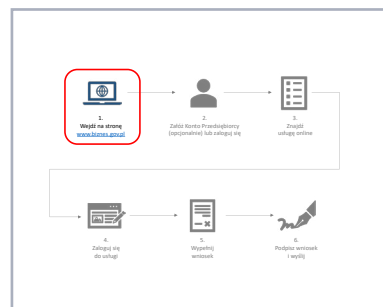 1.
Wejdź na stronę
www.biznes.gov.pl
2.
Załóż Konto Przedsiębiorcy
(opcjonalnie) lub zaloguj się
3.
Znajdź
usługę online
4.
Zaloguj się
do usługi
5.
Wypełnij
wniosek
6.
Podpisz wniosek
i wyślij